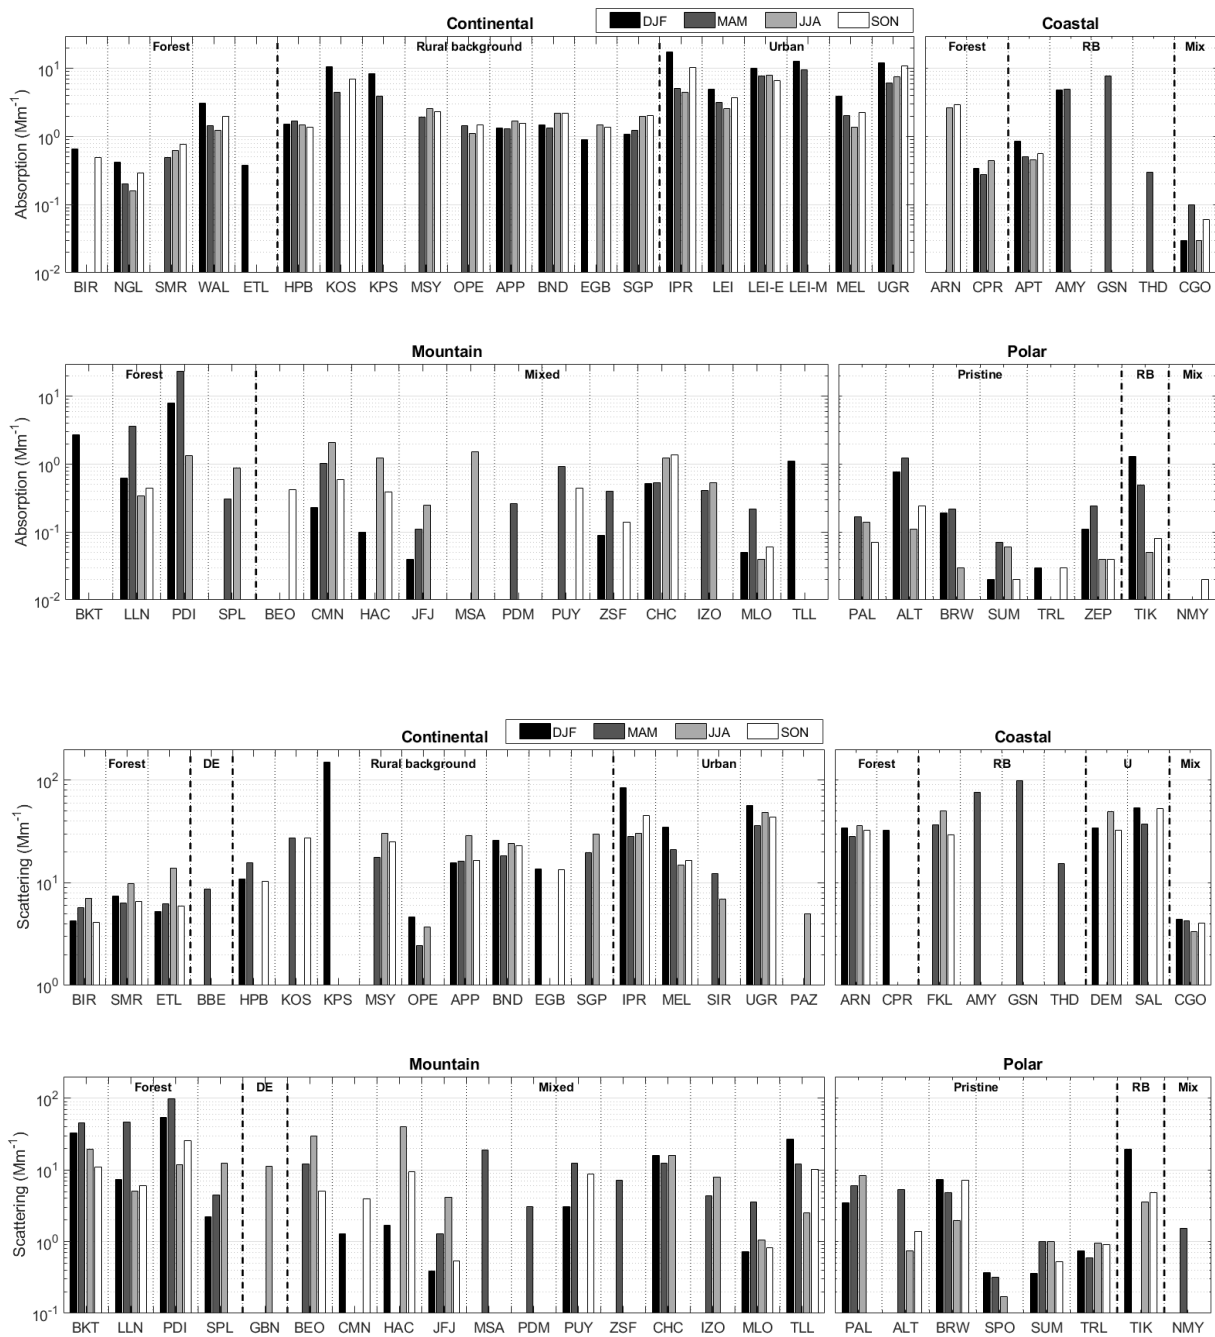 Continental DJF MAM JJA SON Coastal
Forest Rural background Urban Forest RB Mix
Absorption (Mm⁻¹)
10¹
10⁰
10⁻¹
10⁻²
BIR NGL SMR WAL ETL HPB KOS KPS MSY OPE APP BND EGB SGP IPR LEI LEI-E LEI-M MEL UGR ARN CPR APT AMY GSN THD CGO
Mountain Polar
Forest Mixed Pristine RB Mix
Absorption (Mm⁻¹)
10¹
10⁰
10⁻¹
10⁻²
BKT LLN PDI SPL BEO CMN HAC JFJ MSA PDM PUY ZSF CHC IZO MLO TLL PAL ALT BRW SUM TRL ZEP TIK NMY
Continental DJF MAM JJA SON Coastal
Forest DE Rural background Urban Forest RB U Mix
Scattering (Mm⁻¹)
10²
10¹
10⁰
BIR SMR ETL BBE HPB KOS KPS MSY OPE APP BND EGB SGP IPR MEL SIR UGR PAZ ARN CPR FKL AMY GSN THD DEM SAL CGO
Mountain Polar
Forest DE Mixed Pristine RB Mix
Scattering (Mm⁻¹)
10²
10¹
10⁰
10⁻¹
BKT LLN PDI SPL GBN BEO CMN HAC JFJ MSA PDM PUY ZSF CHC IZO MLO TLL PAL ALT BRW SPO SUM TRL TIK NMY